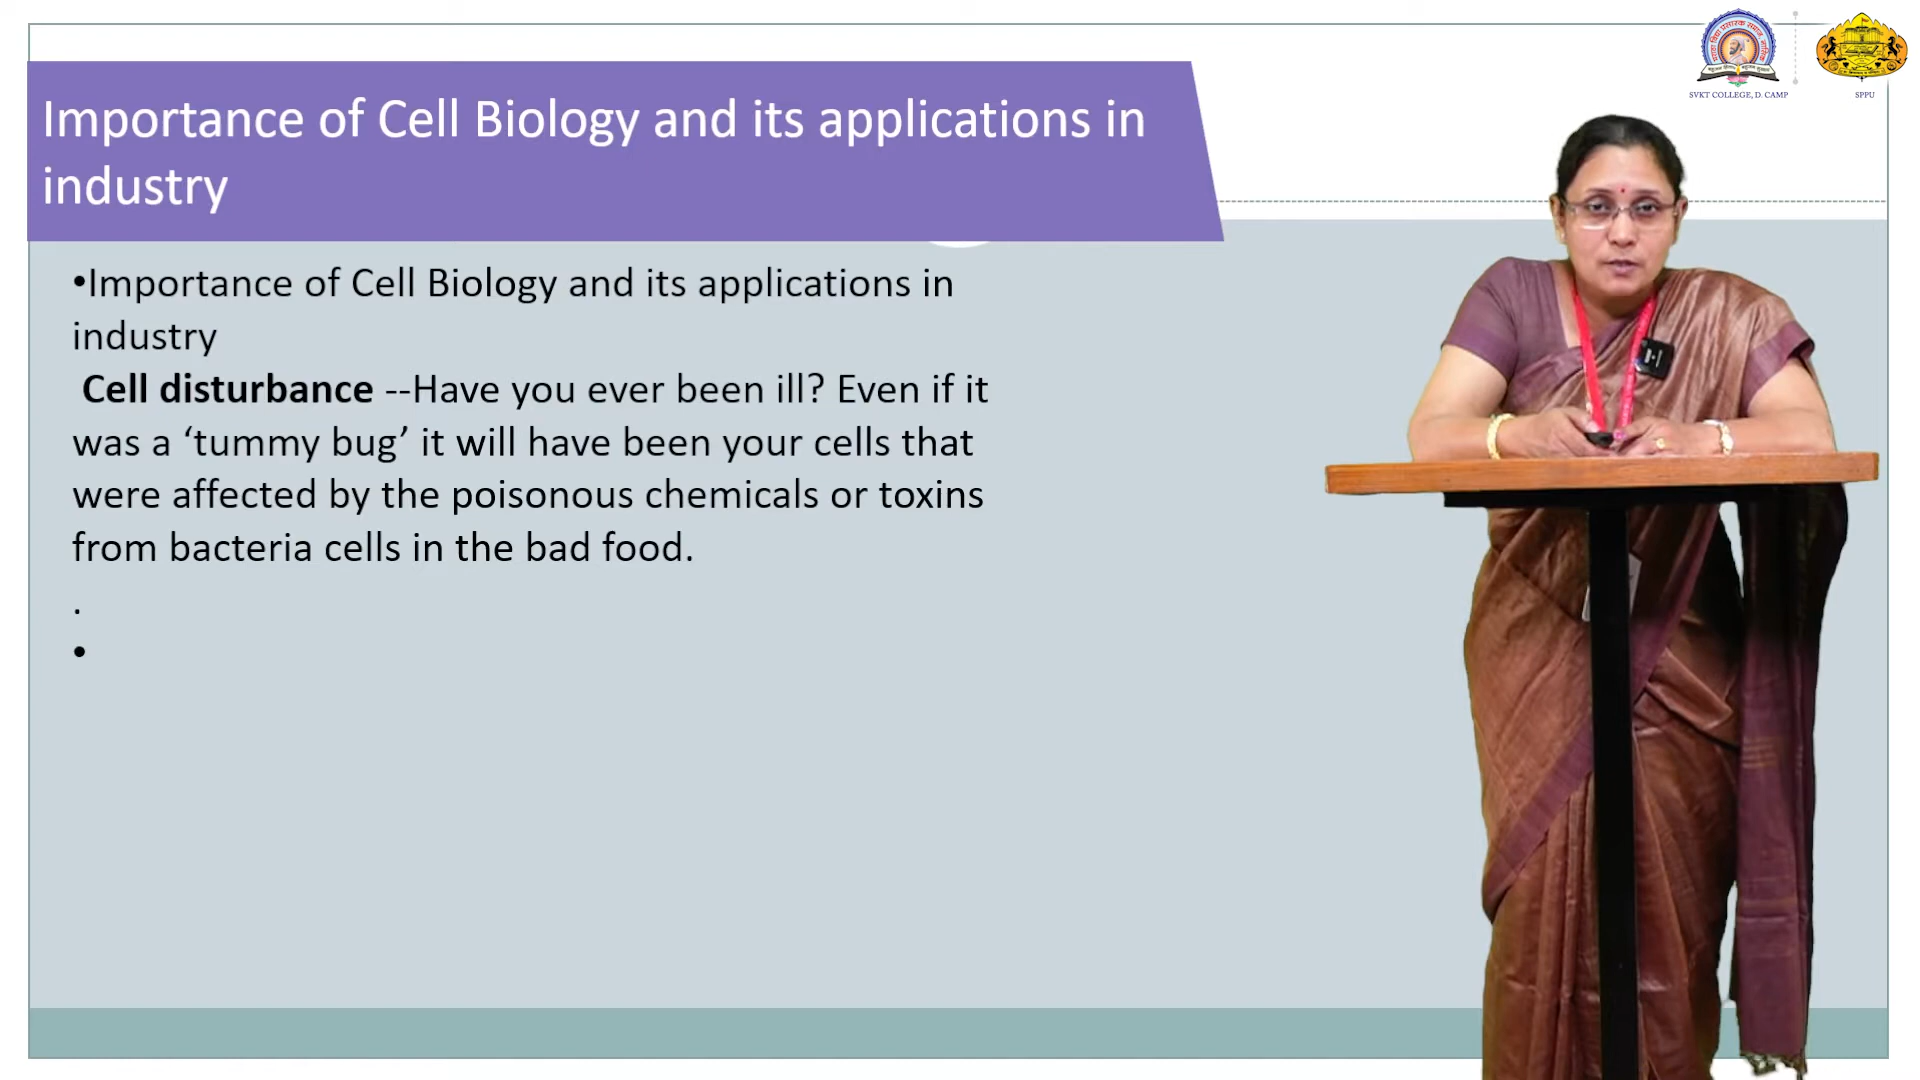 SVKT COLLEGE, D. CAMP
SPPU
Importance of Cell Biology and its applications in
industry
•Importance of Cell Biology and its applications in
industry
Cell disturbance --Have you ever been ill? Even if it
was a ‘tummy bug’ it will have been your cells that
were affected by the poisonous chemicals or toxins
from bacteria cells in the bad food.
.
•